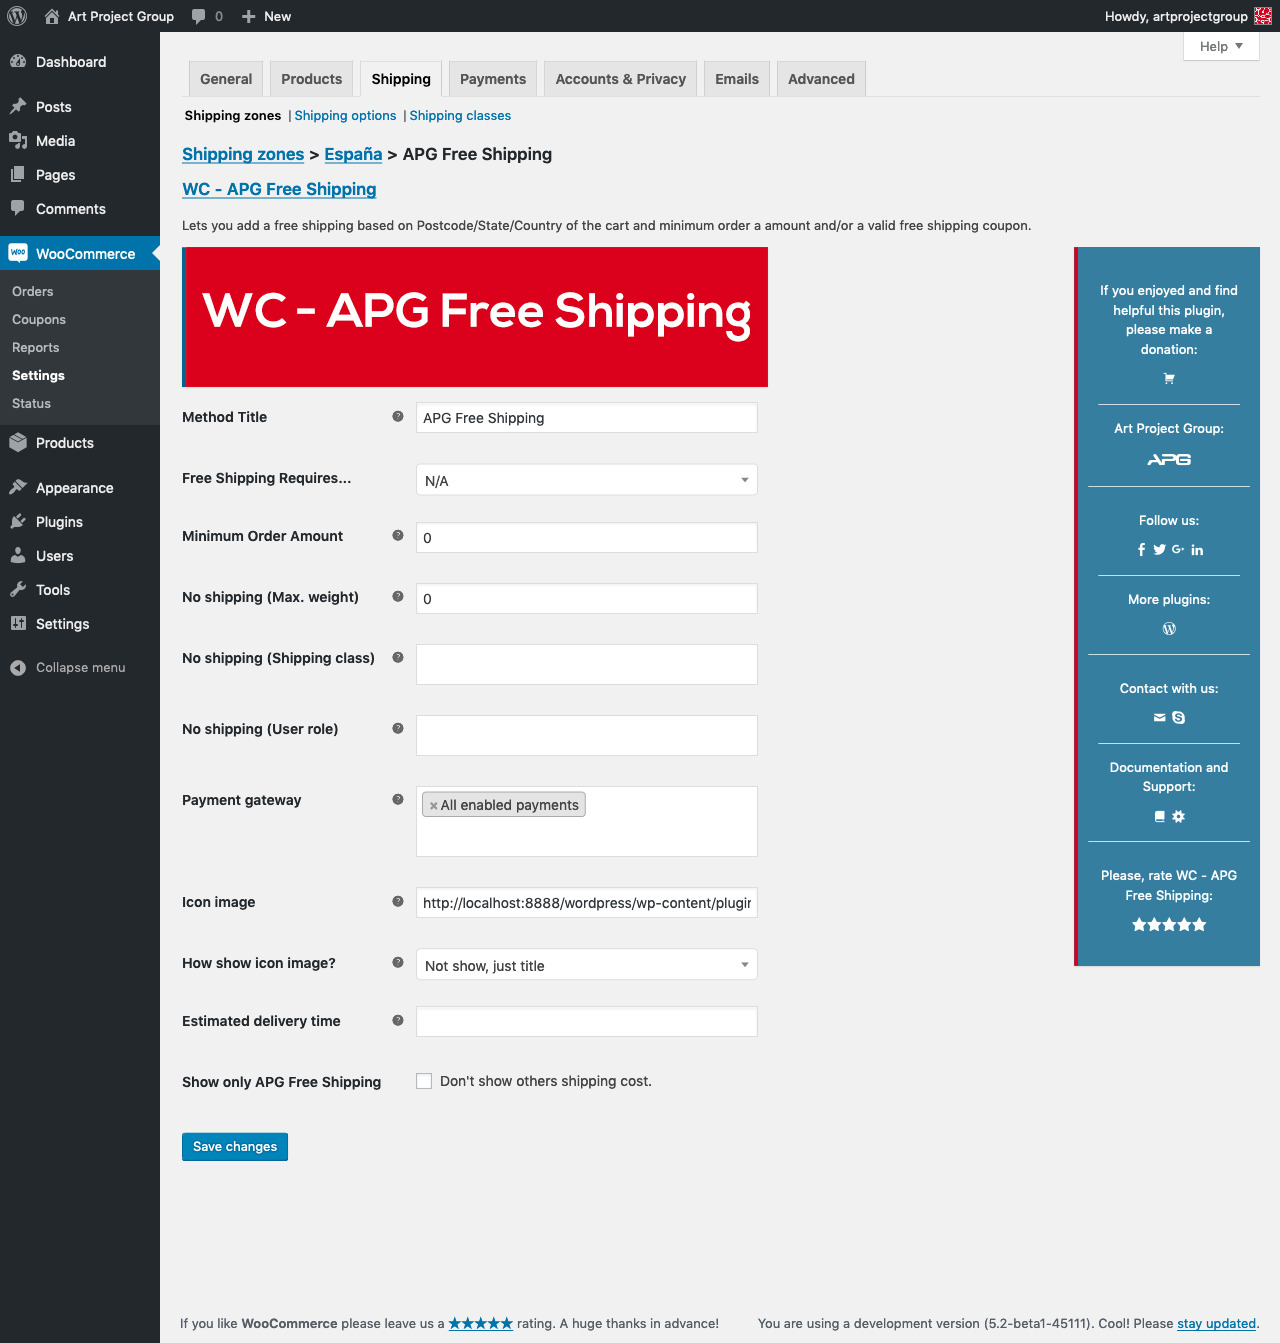 Art Project Group 0 New Howdy, artprojectgroup
Help
Dashboard
Posts
Media
Pages
Comments
WooCommerce
Orders
Coupons
Reports
Settings
Status
Products
Appearance
Plugins
Users
Tools
Settings
Collapse menu
General Products Shipping Payments Accounts & Privacy Emails Advanced
Shipping zones | Shipping options | Shipping classes
Shipping zones > España > APG Free Shipping
WC - APG Free Shipping
Lets you add a free shipping based on Postcode/State/Country of the cart and minimum order a amount and/or a valid free shipping coupon.
WC - APG Free Shipping
Method Title ? APG Free Shipping
Free Shipping Requires... N/A
Minimum Order Amount ? 0
No shipping (Max. weight) ? 0
No shipping (Shipping class) ?
No shipping (User role) ?
Payment gateway ? × All enabled payments
Icon image ? http://localhost:8888/wordpress/wp-content/plugin
How show icon image? ? Not show, just title
Estimated delivery time ?
Show only APG Free Shipping Don't show others shipping cost.
Save changes
If you enjoyed and find
helpful this plugin,
please make a
donation:
Art Project Group:
APG
Follow us:
More plugins:
Contact with us:
Documentation and
Support:
Please, rate WC - APG
Free Shipping:
★★★★★
If you like WooCommerce please leave us a ★★★★★ rating. A huge thanks in advance! You are using a development version (5.2-beta1-45111). Cool! Please stay updated.